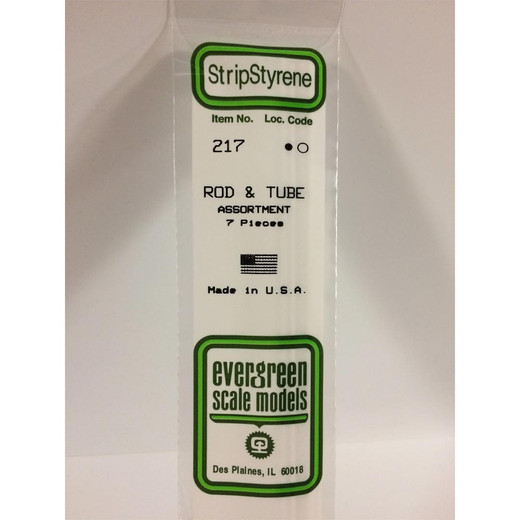 StripStyrene
Item No. Loc. Code
217
ROD & TUBE
ASSORTMENT
7 Pieces
Made in U.S.A.
evergreen
scale models
Des Plaines, IL 60018